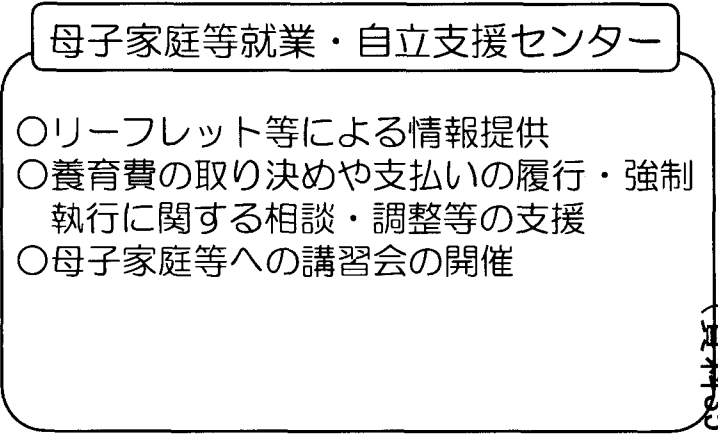 母子家庭等就業・自立支援センター
○リーフレット等による情報提供
○養育費の取り決めや支払いの履行・強制
執行に関する相談・調整等の支援
○母子家庭等への講習会の開催